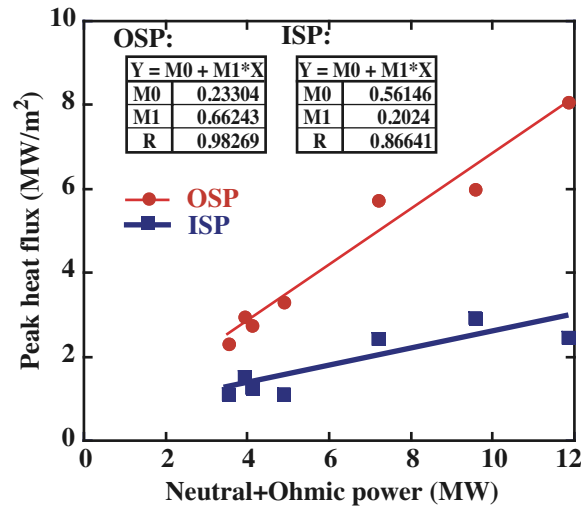 OSP: ISP:
Y = M0 + M1*X Y = M0 + M1*X
M0 0.23304 M0 0.56146
M1 0.66243 M1 0.2024
R 0.98269 R 0.86641
OSP
ISP
Peak heat flux (MW/m²)
10
8
6
4
2
0
0 2 4 6 8 10 12
Neutral+Ohmic power (MW)